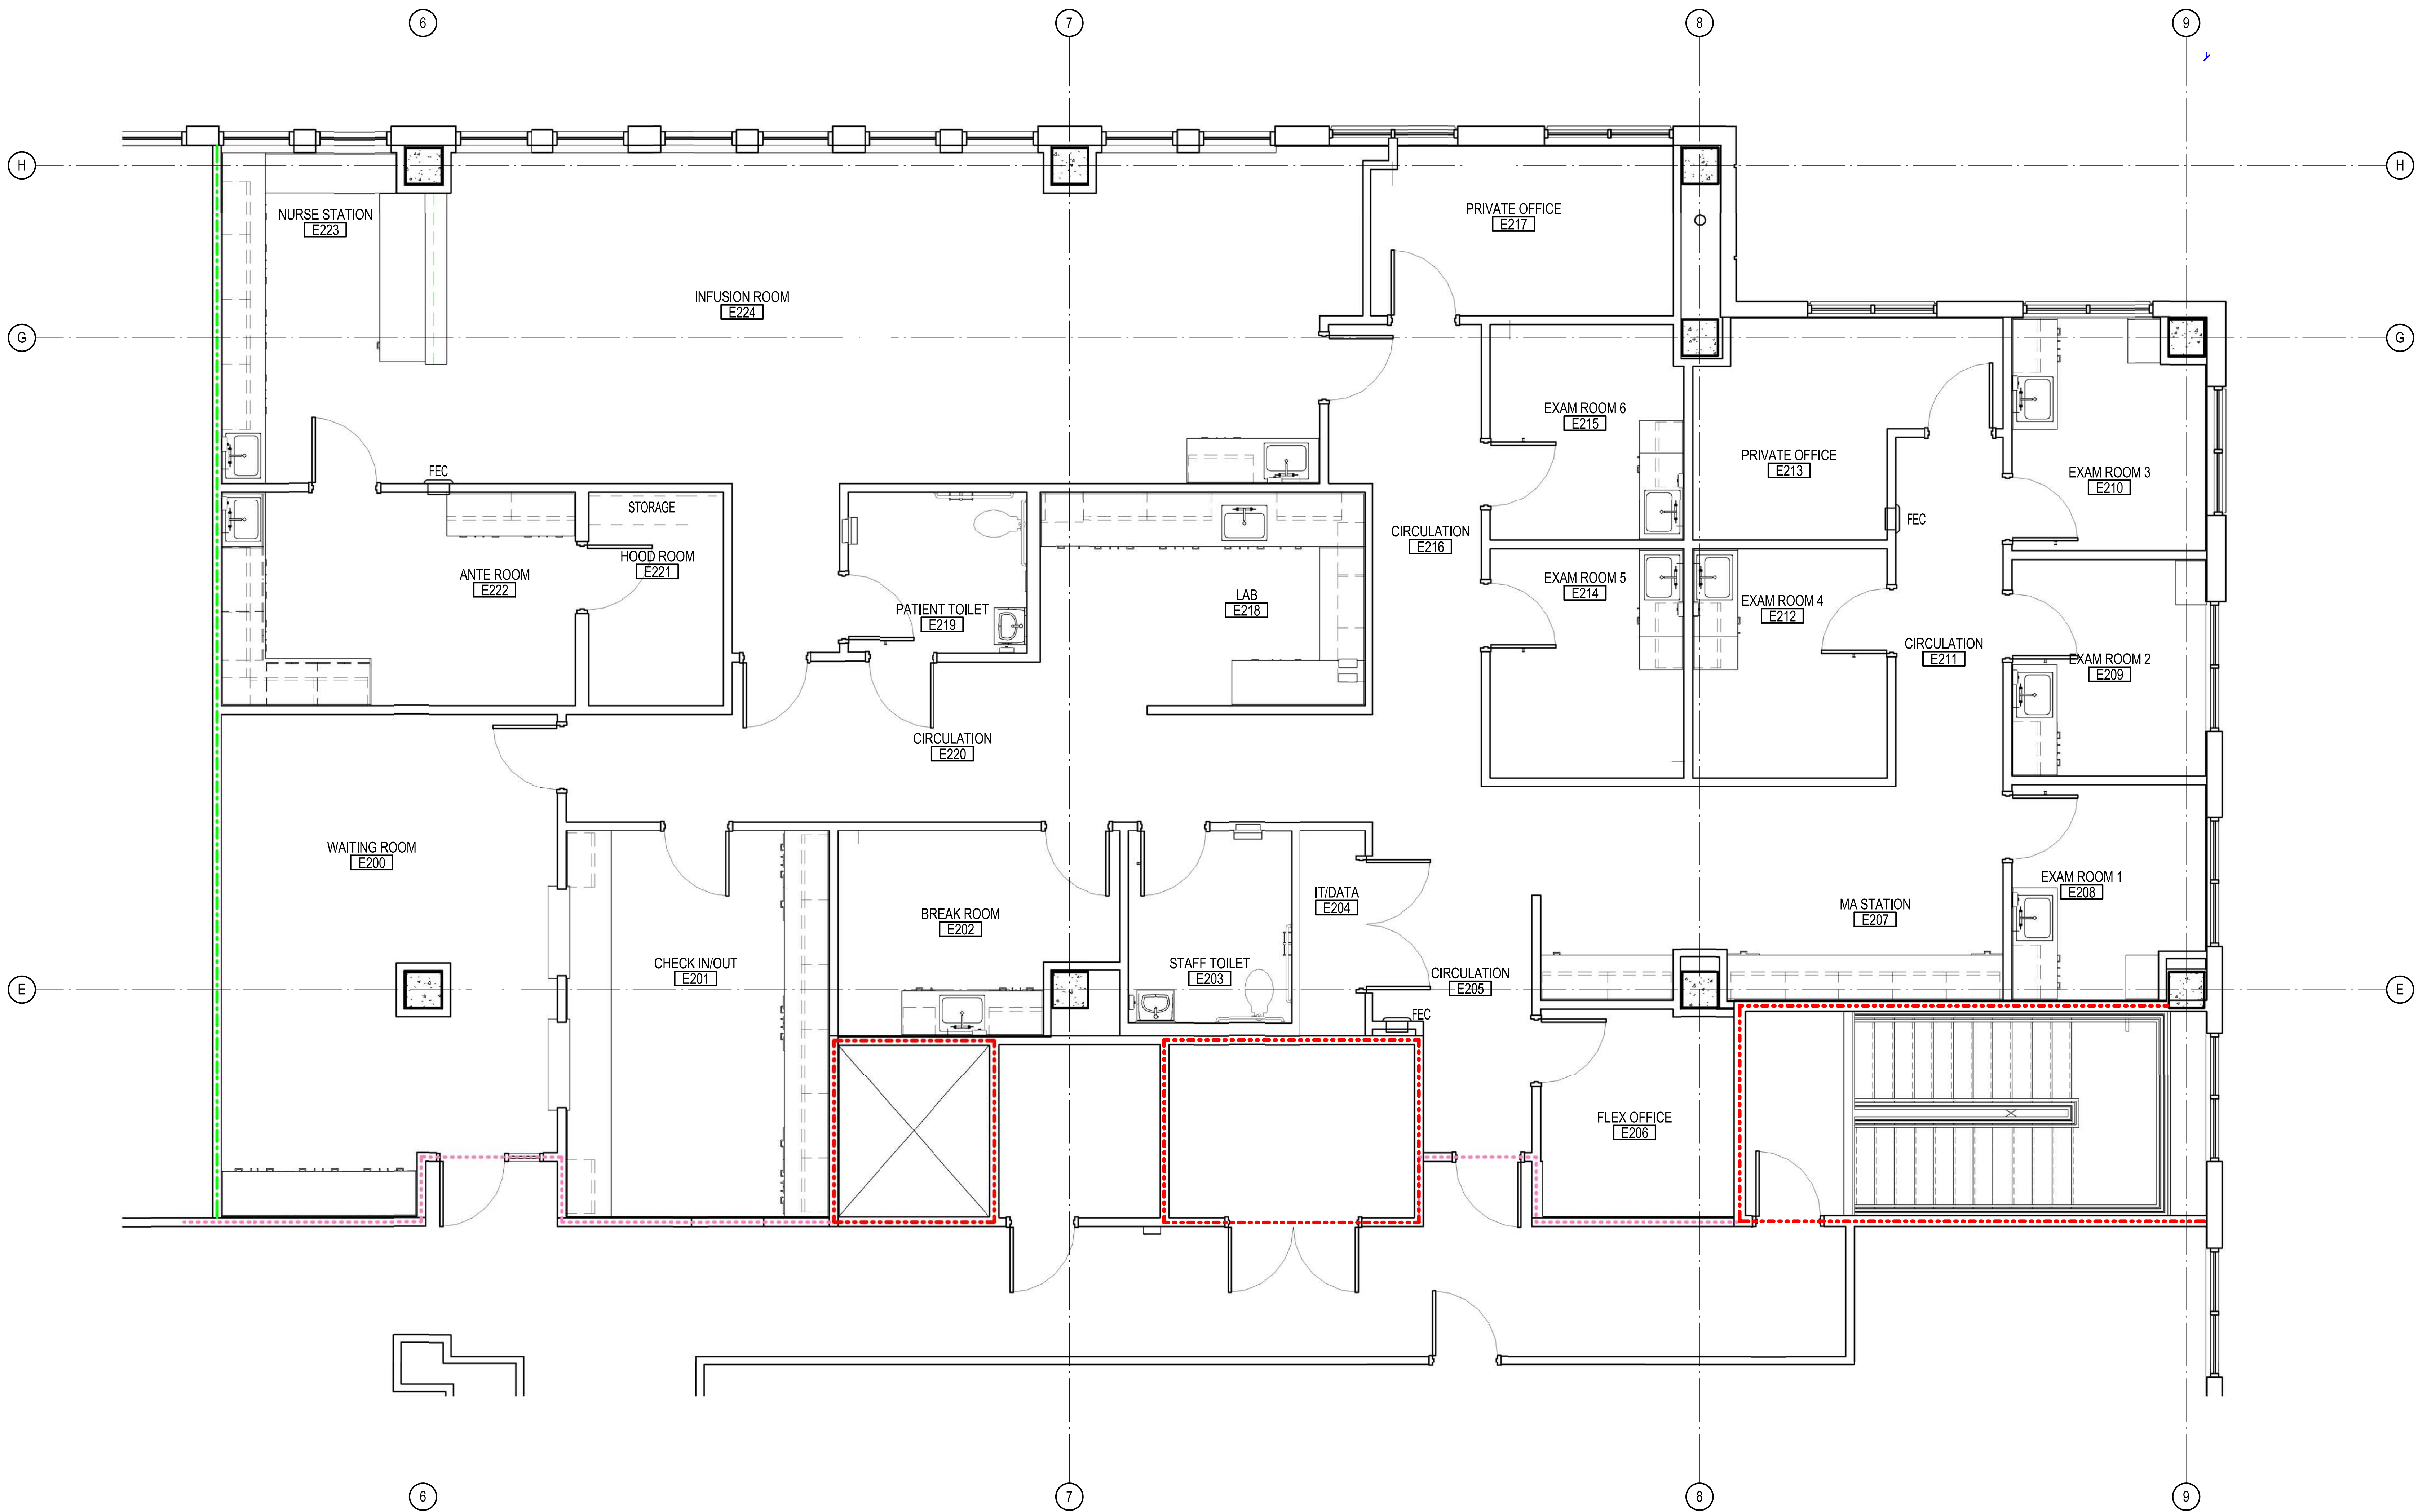 6
7
8
9
H
H
NURSE STATION
E223
PRIVATE OFFICE
E217
INFUSION ROOM
E224
G
G
EXAM ROOM 6
E215
PRIVATE OFFICE
E213
EXAM ROOM 3
E210
FEC
STORAGE
FEC
CIRCULATION
E216
HOOD ROOM
E221
ANTE ROOM
E222
EXAM ROOM 5
E214
LAB
E218
EXAM ROOM 4
E212
PATIENT TOILET
E219
CIRCULATION
E211
EXAM ROOM 2
E209
CIRCULATION
E220
WAITING ROOM
E200
EXAM ROOM 1
E208
IT/DATA
E204
MA STATION
E207
BREAK ROOM
E202
CHECK IN/OUT
E201
STAFF TOILET
E203
CIRCULATION
E205
E
E
FEC
FLEX OFFICE
E206
6
7
8
9